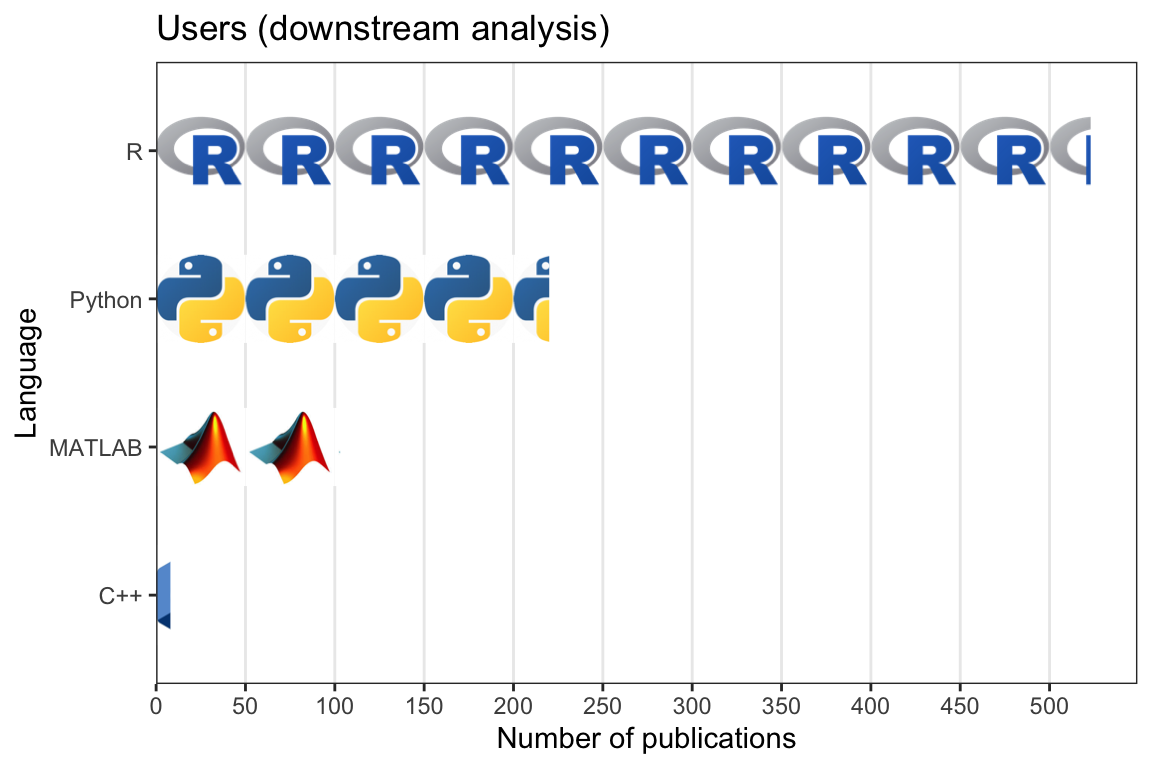 Users (downstream analysis)
R R R R R R R R R R R
Python
MATLAB
C++
Language
0 50 100 150 200 250 300 350 400 450 500
Number of publications